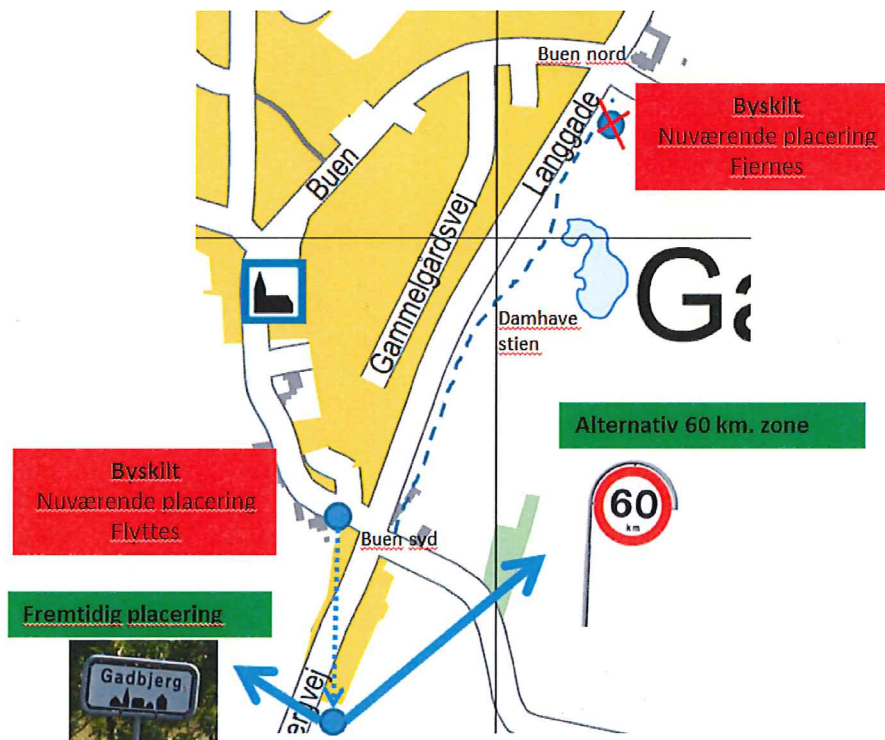 Buen nord
Byskilt
Nuværende placering
Fjernes
Langgade
Buen
Gammelgårdsvej
Ga
Damhave
stien
Alternativ 60 km. zone
60
km
Byskilt
Nuværende placering
Flyttes
Buen syd
Fremtidig placering
Gadbjerg